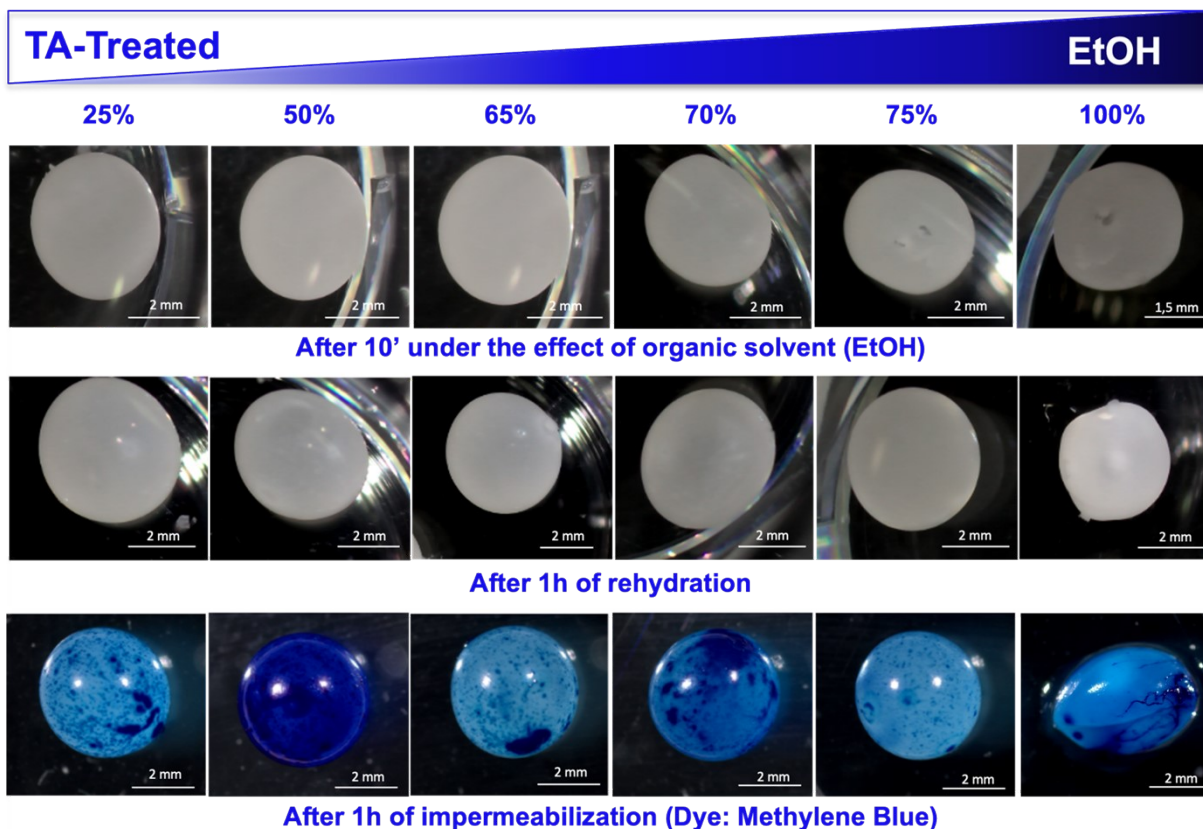 TA-Treated
EtOH
25% 50% 65% 70% 75% 100%
2 mm 2 mm 2 mm 2 mm 2 mm 1,5 mm
After 10’ under the effect of organic solvent (EtOH)
2 mm 2 mm 2 mm 2 mm 2 mm 2 mm
After 1h of rehydration
2 mm 2 mm 2 mm 2 mm 2 mm 2 mm
After 1h of impermeabilization (Dye: Methylene Blue)